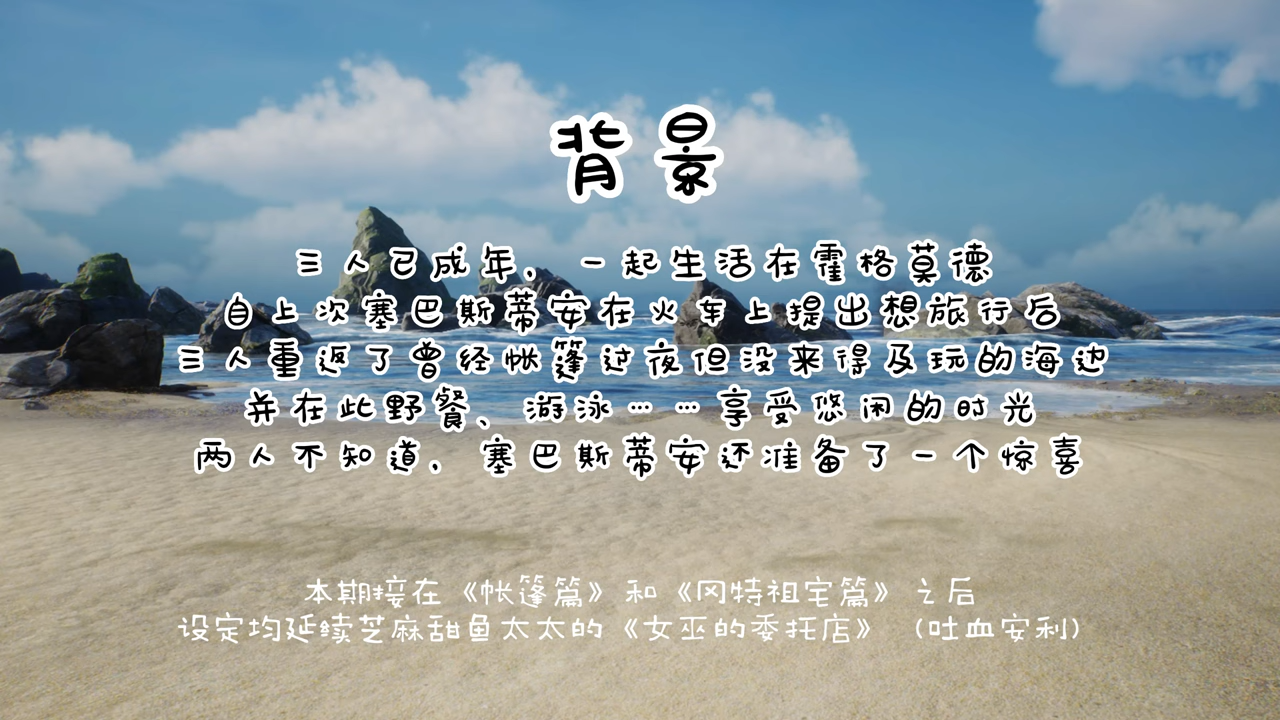 背景
三人已成年，一起生活在霍格莫德
自上次塞巴斯蒂安在火车上提出想旅行后
三人重返了曾经帐篷过夜但没来得及玩的海边
并在此野餐、游泳……享受悠闲的时光
两人不知道，塞巴斯蒂安还准备了一个惊喜
本期接在《帐篷篇》和《冈特祖宅篇》之后
设定均延续芝麻甜鱼太太的《女巫的委托店》（吐血安利）